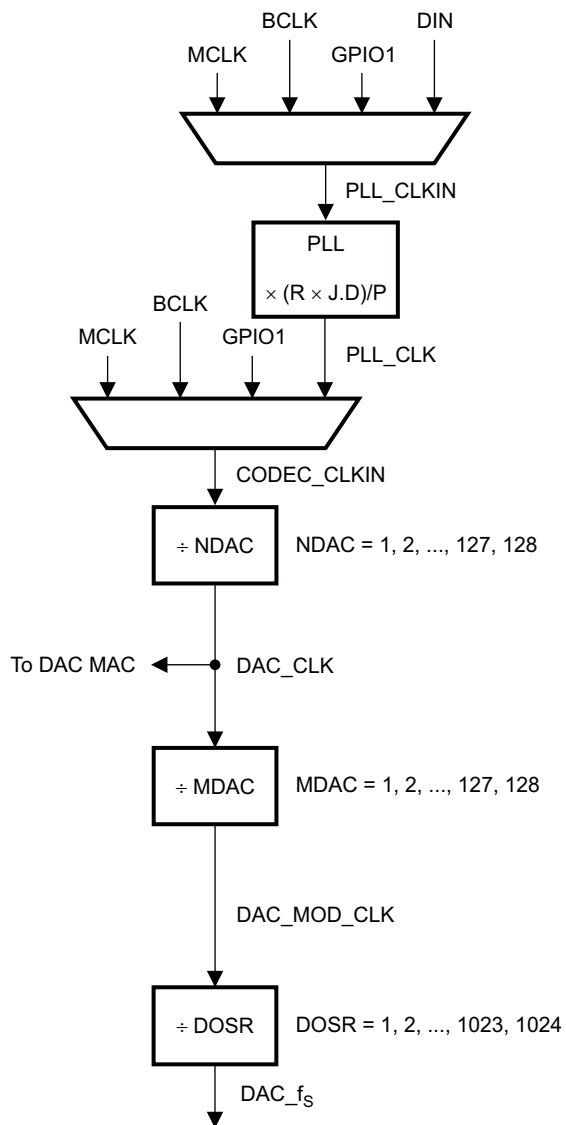 BCLK
DIN
MCLK
GPIO1
PLL_CLKIN
PLL
× (R × J.D)/P
BCLK
MCLK
GPIO1
PLL_CLK
CODEC_CLKIN
÷ NDAC
NDAC = 1, 2, ..., 127, 128
To DAC MAC
DAC_CLK
÷ MDAC
MDAC = 1, 2, ..., 127, 128
DAC_MOD_CLK
÷ DOSR
DOSR = 1, 2, ..., 1023, 1024
DAC_fS